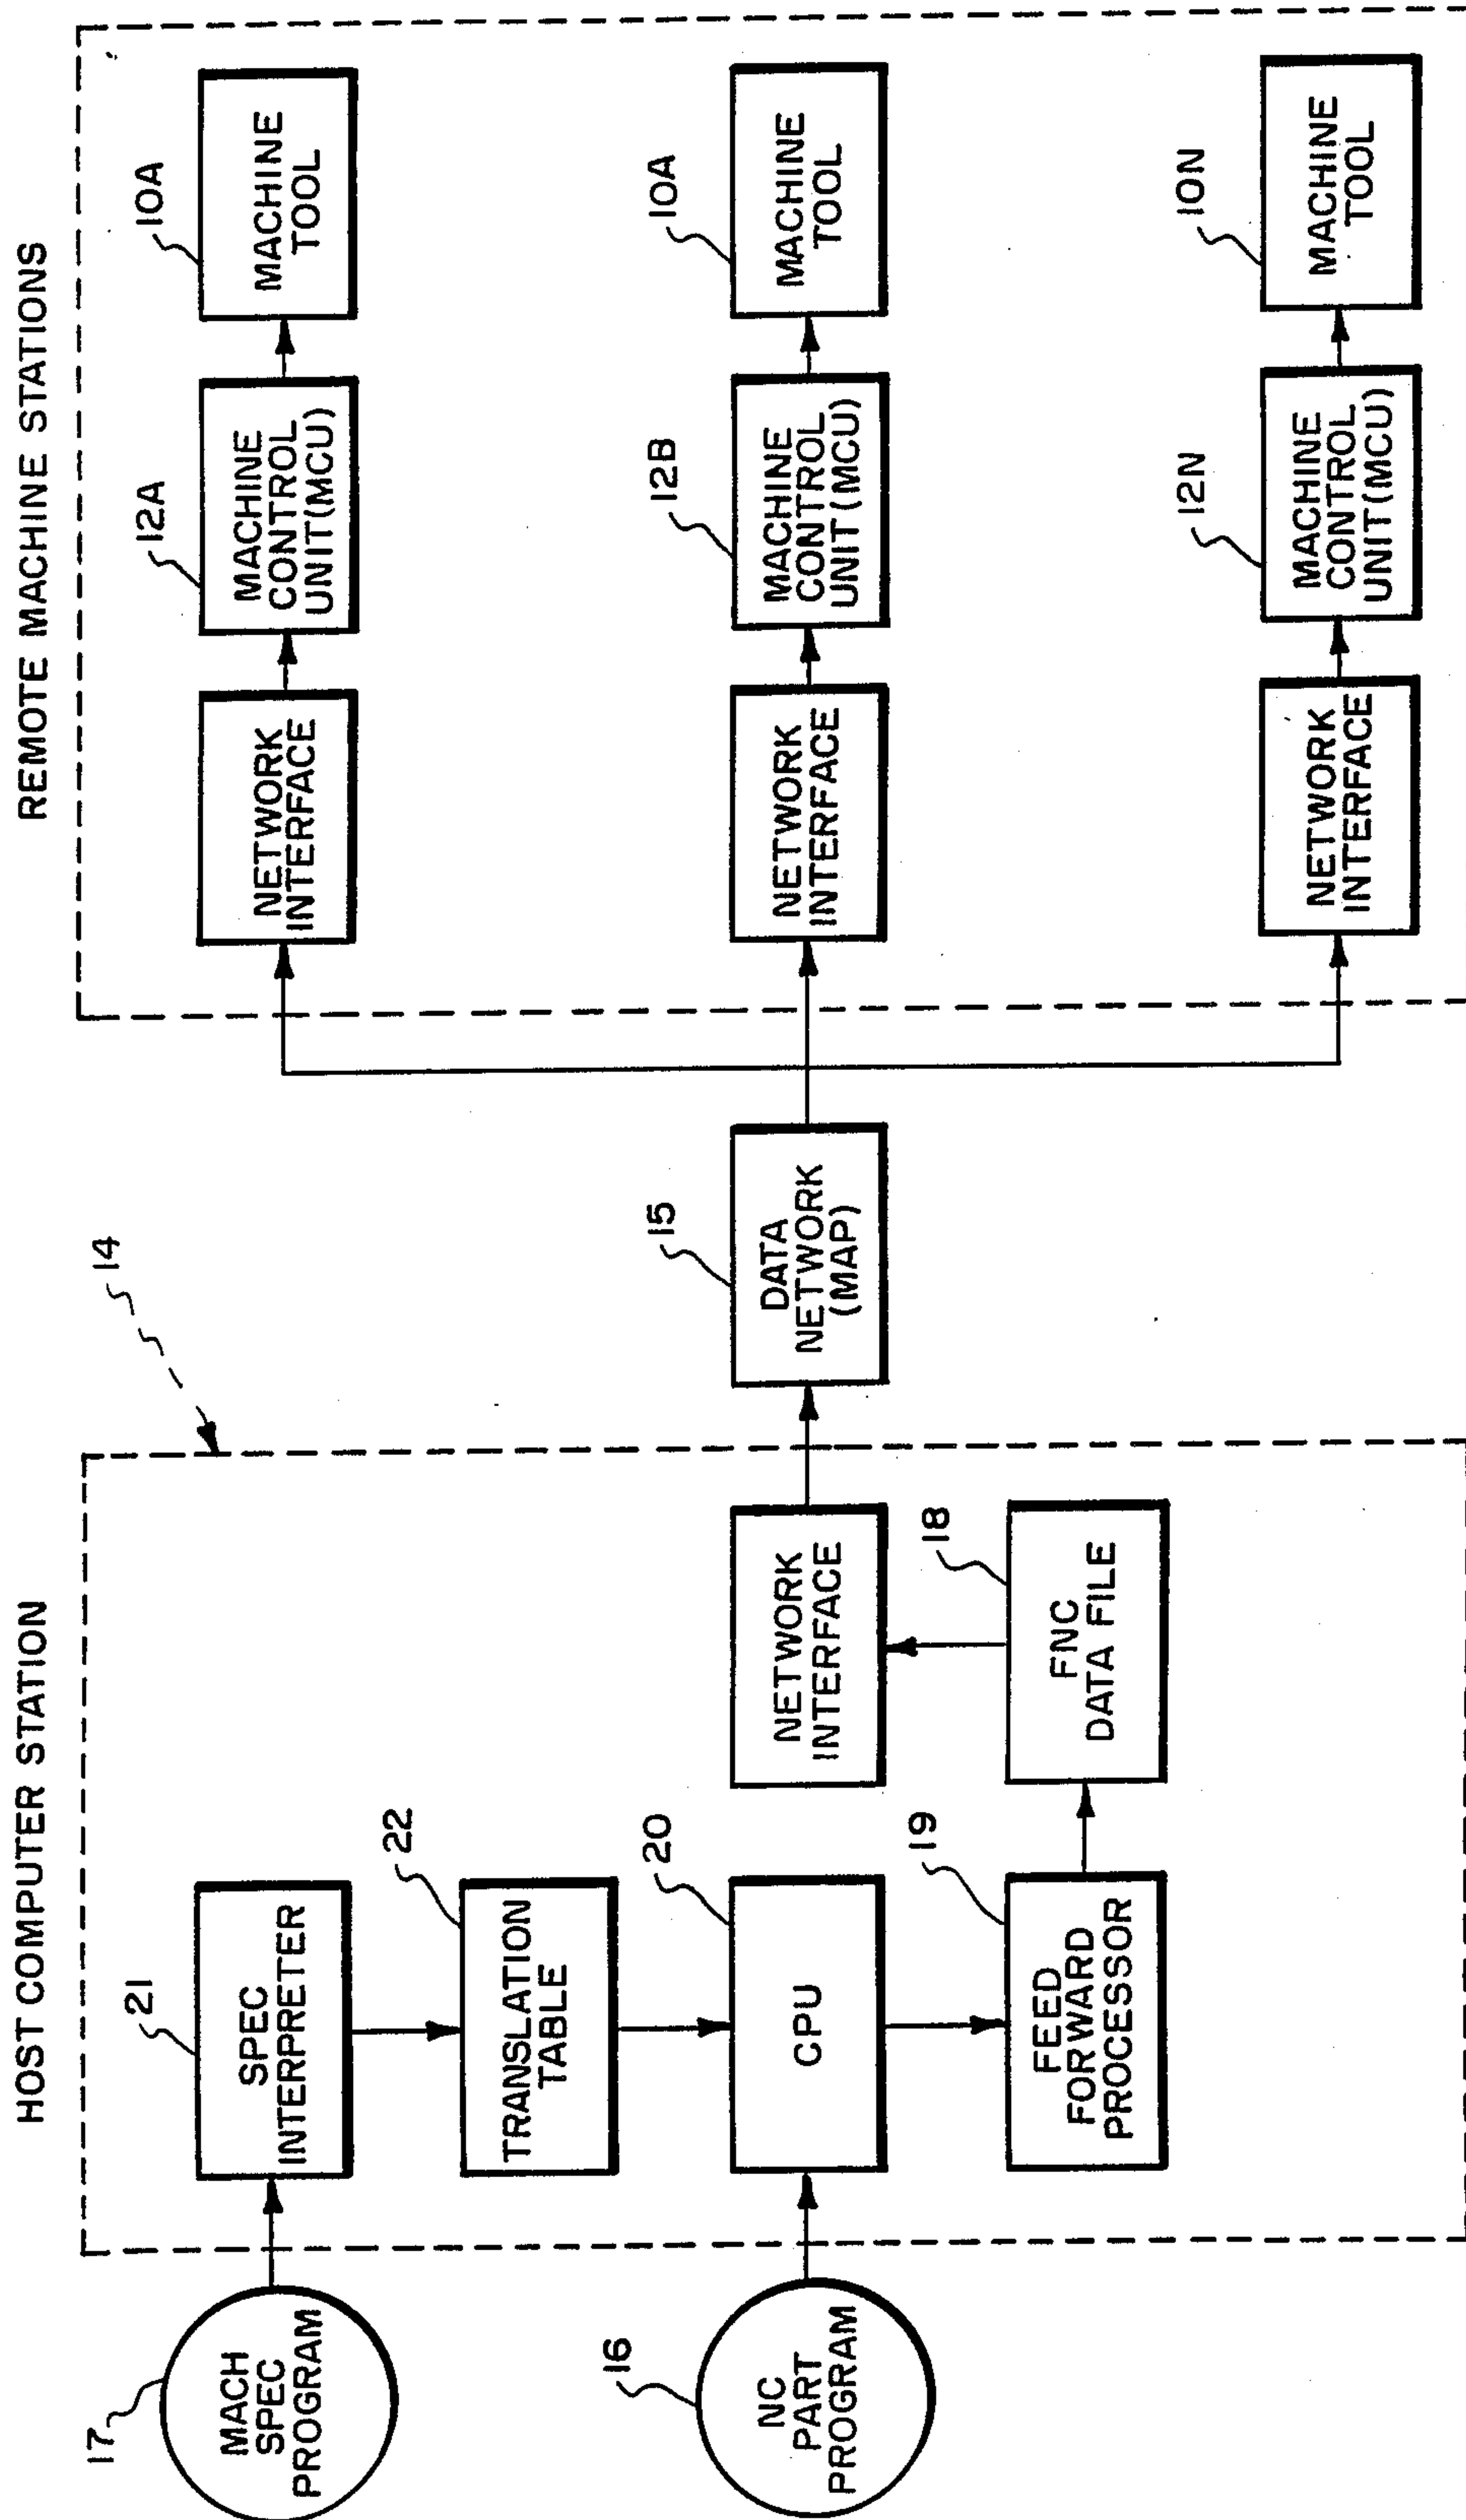 HOST COMPUTER STATION
REMOTE MACHINE STATIONS
17
MACH
SPEC
PROGRAM
21
SPEC
INTERPRETER
22
TRANSLATION
TABLE
16
NC
PART
PROGRAM
20
CPU
19
FEED
FORWARD
PROCESSOR
18
FNC
DATA FILE
NETWORK
INTERFACE
14
15
DATA
NETWORK
(MAP)
NETWORK
INTERFACE
12A
MACHINE
CONTROL
UNIT(MCU)
10A
MACHINE
TOOL
NETWORK
INTERFACE
12B
MACHINE
CONTROL
UNIT(MCU)
10A
MACHINE
TOOL
NETWORK
INTERFACE
12N
MACHINE
CONTROL
UNIT(MCU)
10N
MACHINE
TOOL